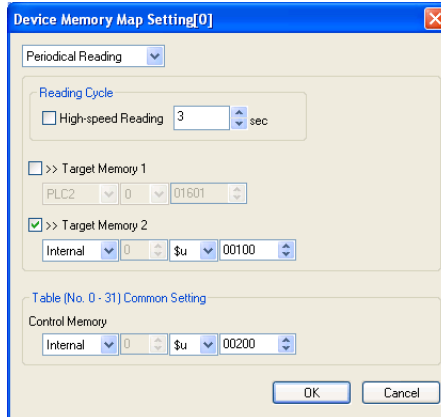 Device Memory Map Setting[0]
Periodical Reading
Reading Cycle
High-speed Reading 3 sec
>> Target Memory 1
PLC2 0 01601
>> Target Memory 2
Internal 0 $u 00100
Table (No. 0 - 31) Common Setting
Control Memory
Internal 0 $u 00200
OK Cancel